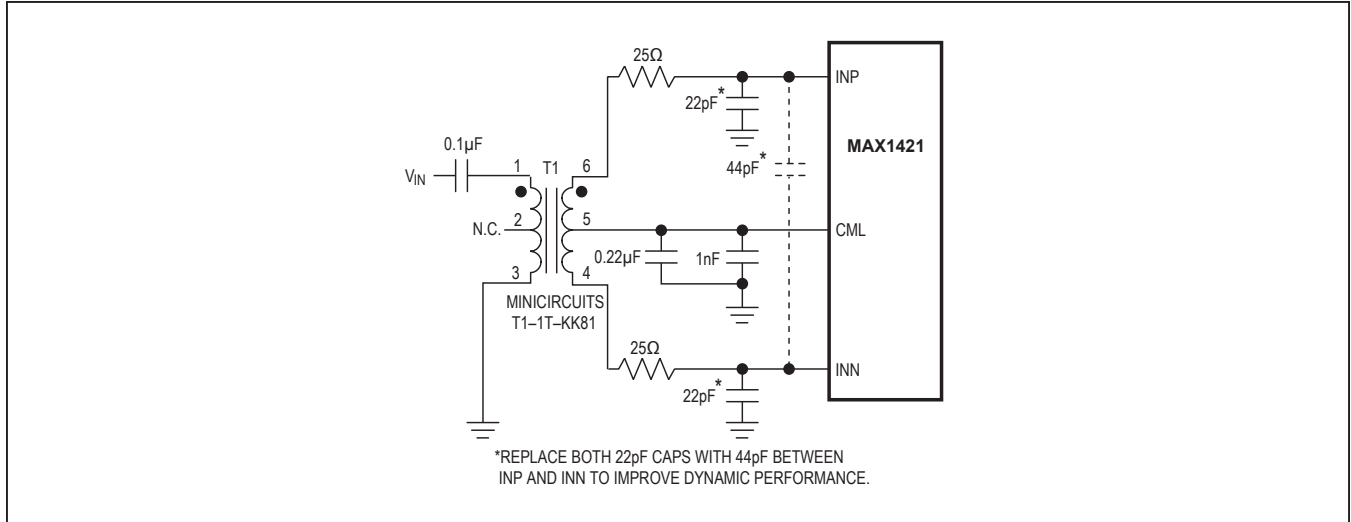 25Ω
INP
22pF*
0.1µF
MAX1421
1 T1 6
44pF*
VIN
N.C. 2 5
CML
0.22µF 1nF
3 4
MINICIRCUITS
T1–1T–KK81
25Ω
INN
22pF*
*REPLACE BOTH 22pF CAPS WITH 44pF BETWEEN
INP AND INN TO IMPROVE DYNAMIC PERFORMANCE.